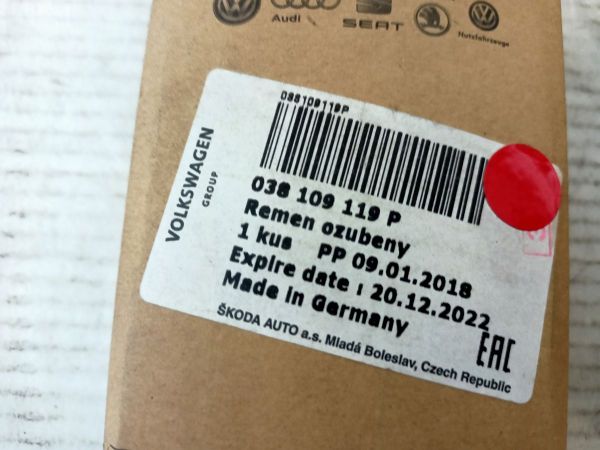 Audi
SEAT
Nutzfahrzeuge
VOLKSWAGEN
GROUP
038109119P
038 109 119 P
Remen ozubeny
1 kus PP 09.01.2018
Expire date : 20.12.2022
Made in Germany
ŠKODA AUTO a.s. Mladá Boleslav, Czech Republic
EAC